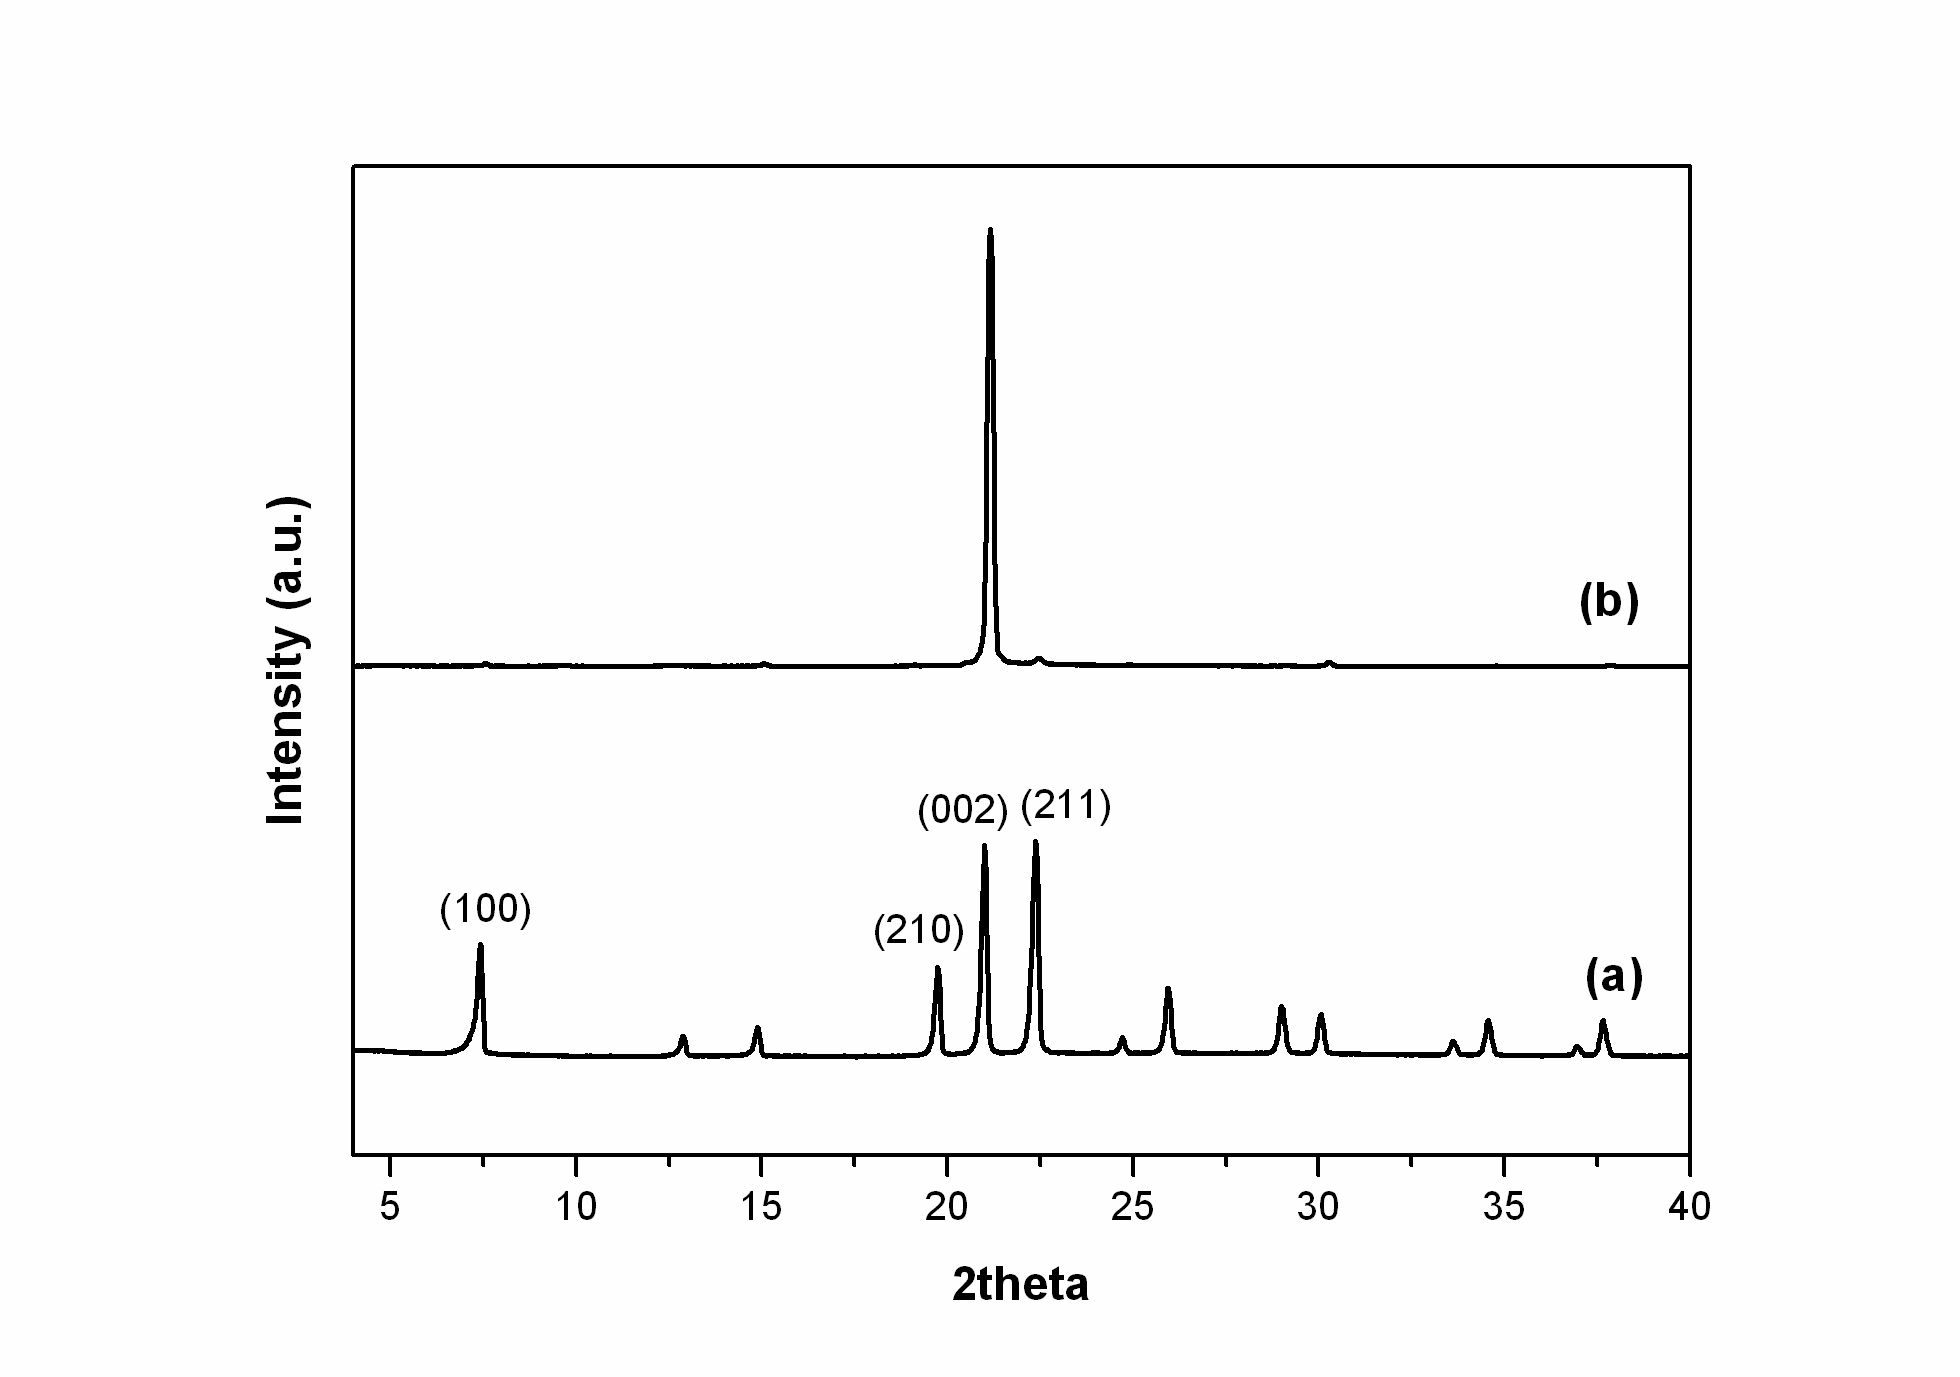 Intensity (a.u.)
(b)
(002) (211)
(100)
(210)
(a)
5 10 15 20 25 30 35 40
2theta